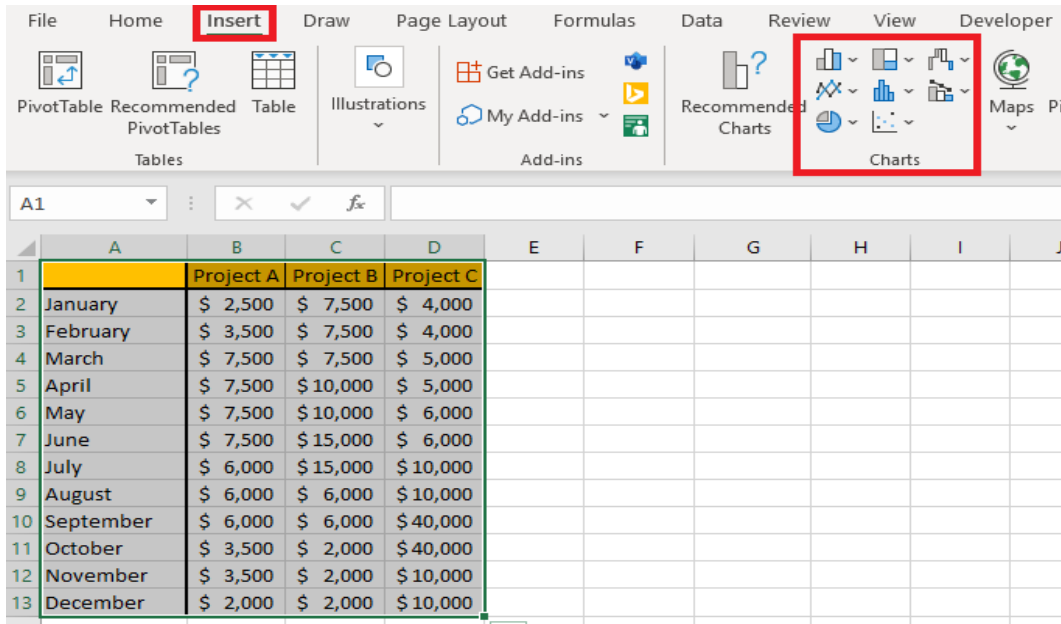 File Home Insert Draw Page Layout Formulas Data Review View Developer
PivotTable Recommended PivotTables Table
Tables
Illustrations
Get Add-ins
My Add-ins
Add-ins
Recommended Charts
Charts
Maps
A1 fx
A B C D E F G H I
1 Project A Project B Project C
2 January $ 2,500 $ 7,500 $ 4,000
3 February $ 3,500 $ 7,500 $ 4,000
4 March $ 7,500 $ 7,500 $ 5,000
5 April $ 7,500 $ 10,000 $ 5,000
6 May $ 7,500 $ 10,000 $ 6,000
7 June $ 7,500 $ 15,000 $ 6,000
8 July $ 6,000 $ 15,000 $ 10,000
9 August $ 6,000 $ 6,000 $ 10,000
10 September $ 6,000 $ 6,000 $ 40,000
11 October $ 3,500 $ 2,000 $ 40,000
12 November $ 3,500 $ 2,000 $ 10,000
13 December $ 2,000 $ 2,000 $ 10,000